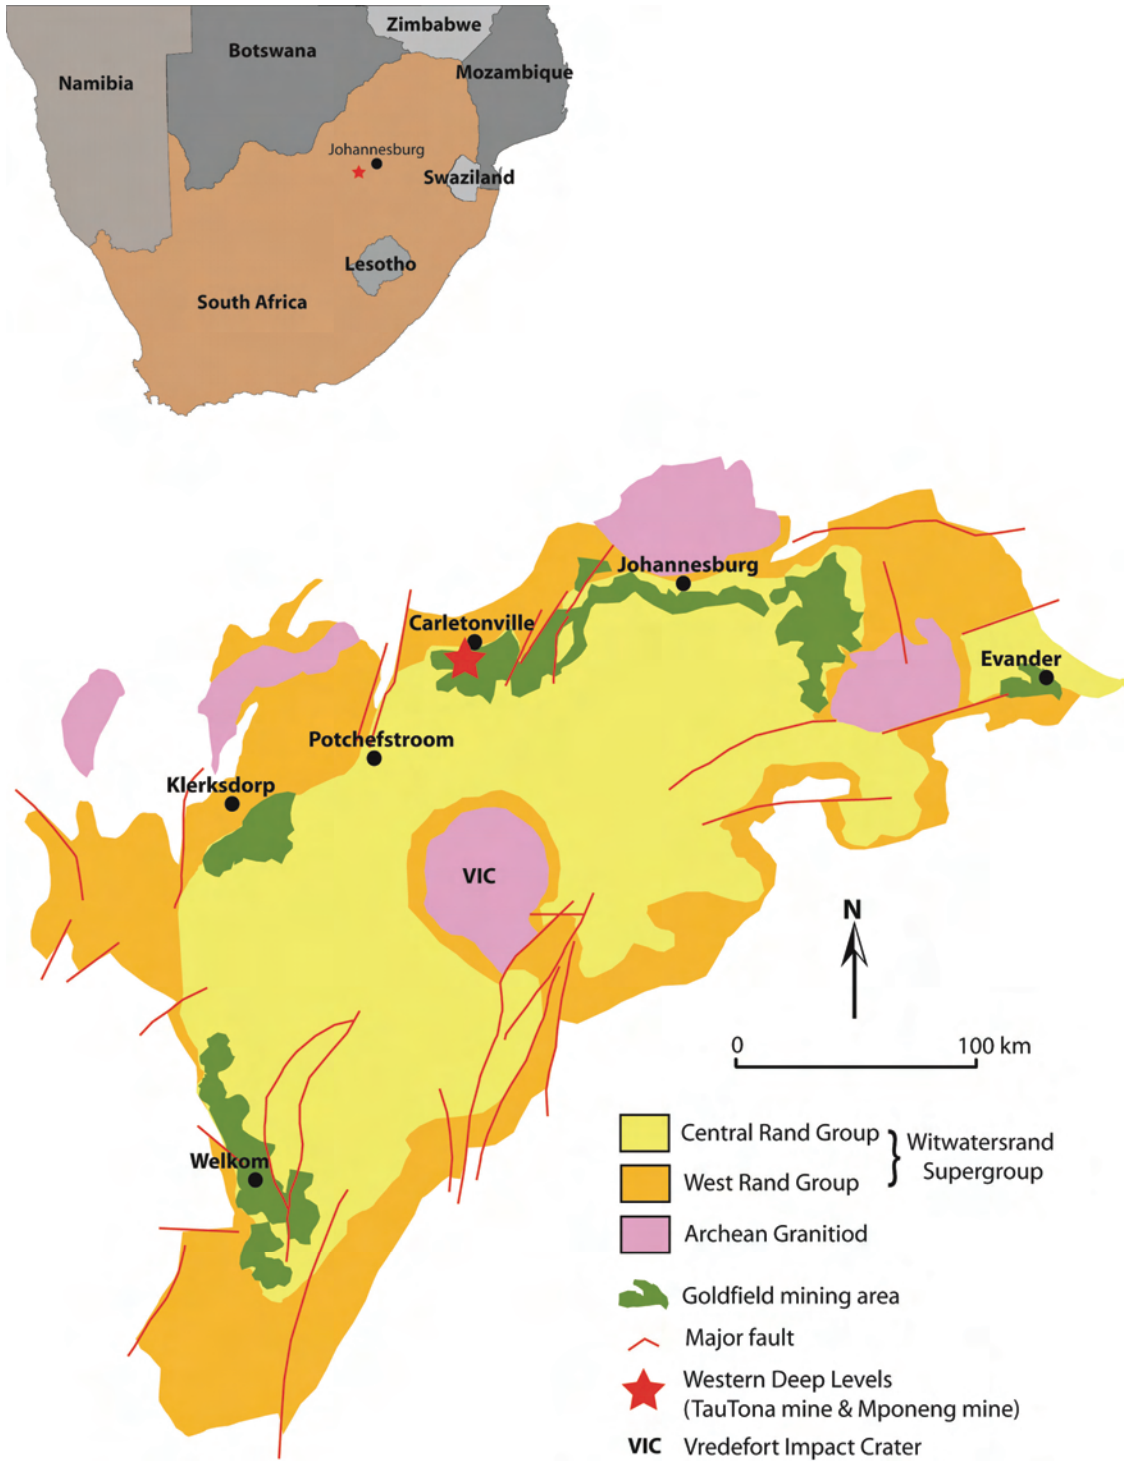 Zimbabwe
Botswana
Mozambique
Namibia
Johannesburg
Swaziland
Lesotho
South Africa
Johannesburg
Carletonville
Evander
Potchefstroom
Klerksdorp
VIC
N
0 100 km
Central Rand Group } Witwatersrand
Supergroup
West Rand Group
Welkom
Archean Granitiod
Goldfield mining area
Major fault
Western Deep Levels
(TauTona mine & Mponeng mine)
VIC Vredefort Impact Crater